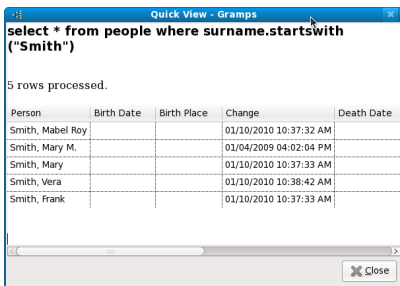 Quick View - Gramps
select * from people where surname.startswith
("Smith")
5 rows processed.
Person Birth Date Birth Place Change Death Date
Smith, Mabel Roy 01/10/2010 10:37:32 AM
Smith, Mary M. 01/04/2009 04:02:04 PM
Smith, Mary 01/10/2010 10:37:33 AM
Smith, Vera 01/10/2010 10:38:42 AM
Smith, Frank 01/10/2010 10:37:33 AM
Close